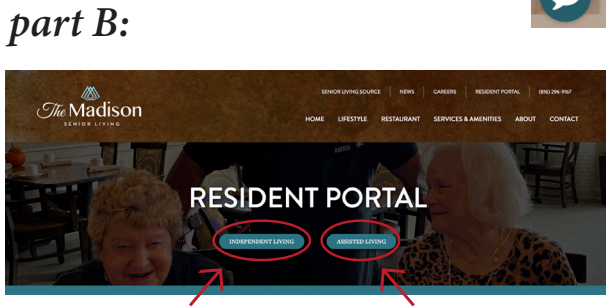 part B:
SENIOR LIVING SOURCE NEWS CAREERS RESIDENT PORTAL (816) 296-9167
The Madison
SENIOR LIVING
HOME LIFESTYLE RESTAURANT SERVICES & AMENITIES ABOUT CONTACT
RESIDENT PORTAL
INDEPENDENT LIVING ASSISTED LIVING